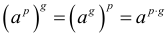 (a^p)^g = (a^g)^p = a^{p·g}